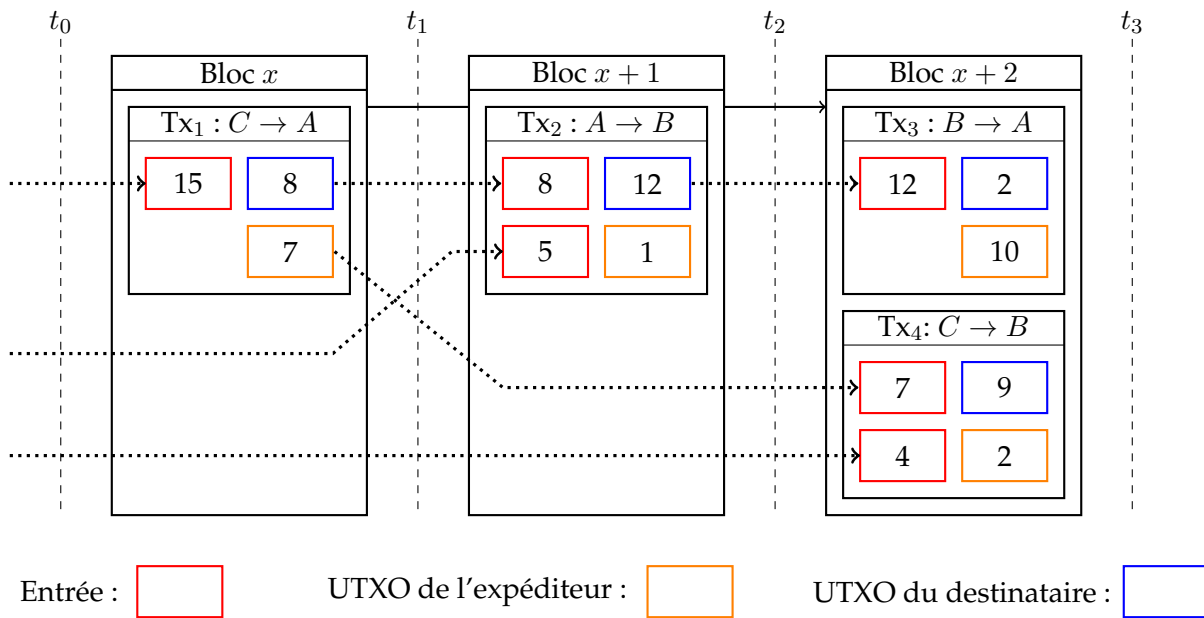 t₀ t₁ t₂ t₃
Bloc x Bloc x + 1 Bloc x + 2
Tx₁ : C → A Tx₂ : A → B Tx₃ : B → A
15 8 8 12 12 2
7 5 1 10
Tx₄: C → B
7 9
4 2
Entrée : UTXO de l'expéditeur : UTXO du destinataire :